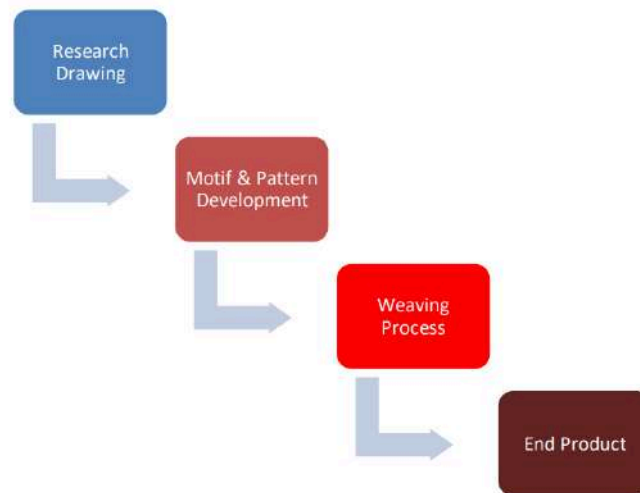 Research
Drawing
Motif & Pattern
Development
Weaving
Process
End Product